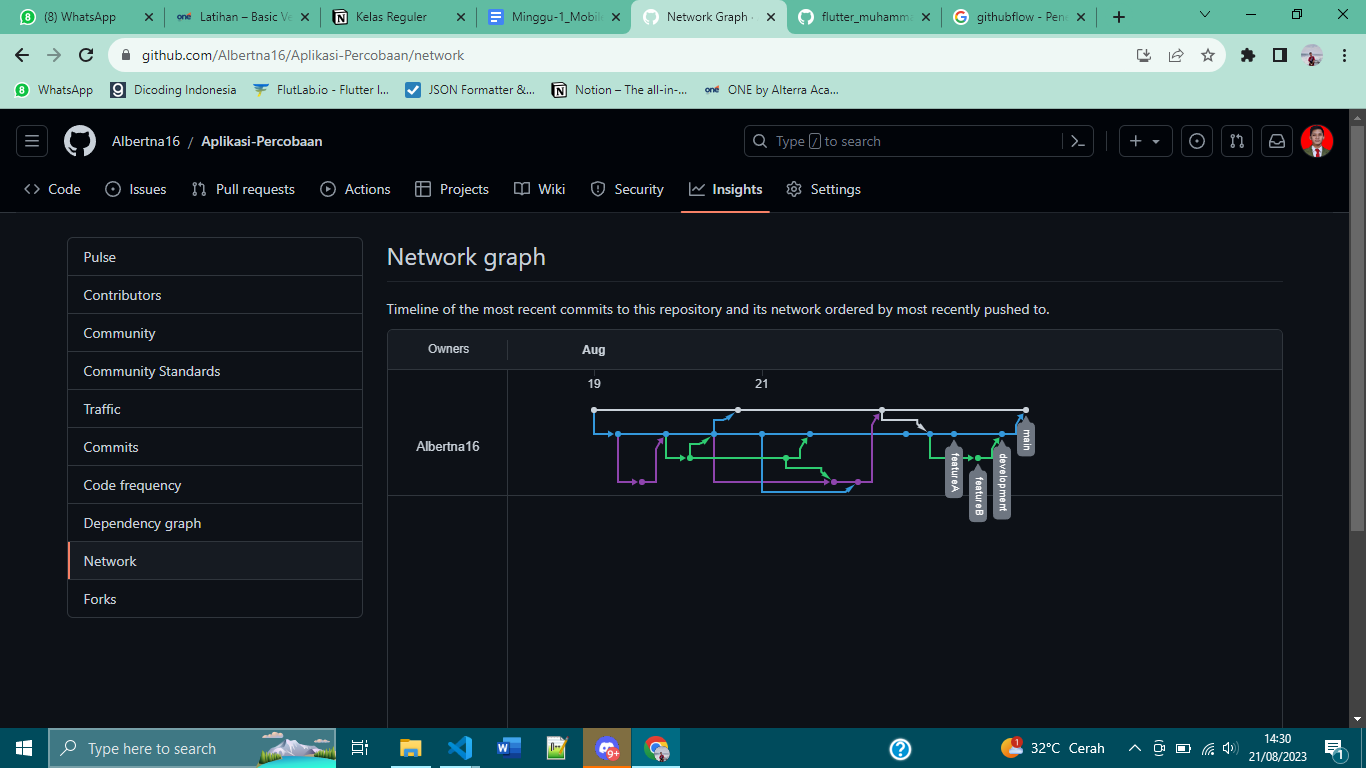 (8) WhatsApp
Latihan – Basic Ve
Kelas Reguler
Minggu-1_Mobil
Network Graph ·
flutter_muhamma
githubflow - Pen
github.com/Albertna16/Aplikasi-Percobaan/network
WhatsApp
Dicoding Indonesia
FlutLab.io - Flutter I...
JSON Formatter &...
Notion – The all-in-...
ONE by Alterra Aca...
Albertna16 / Aplikasi-Percobaan
Type / to search
Code
Issues
Pull requests
Actions
Projects
Wiki
Security
Insights
Settings
Pulse
Contributors
Community
Community Standards
Traffic
Commits
Code frequency
Dependency graph
Network
Forks
Network graph
Timeline of the most recent commits to this repository and its network ordered by most recently pushed to.
Owners
Aug
19
21
Albertna16
main
featureA
development
featureB
Type here to search
9+
1
32°C Cerah
14:30
21/08/2023
1